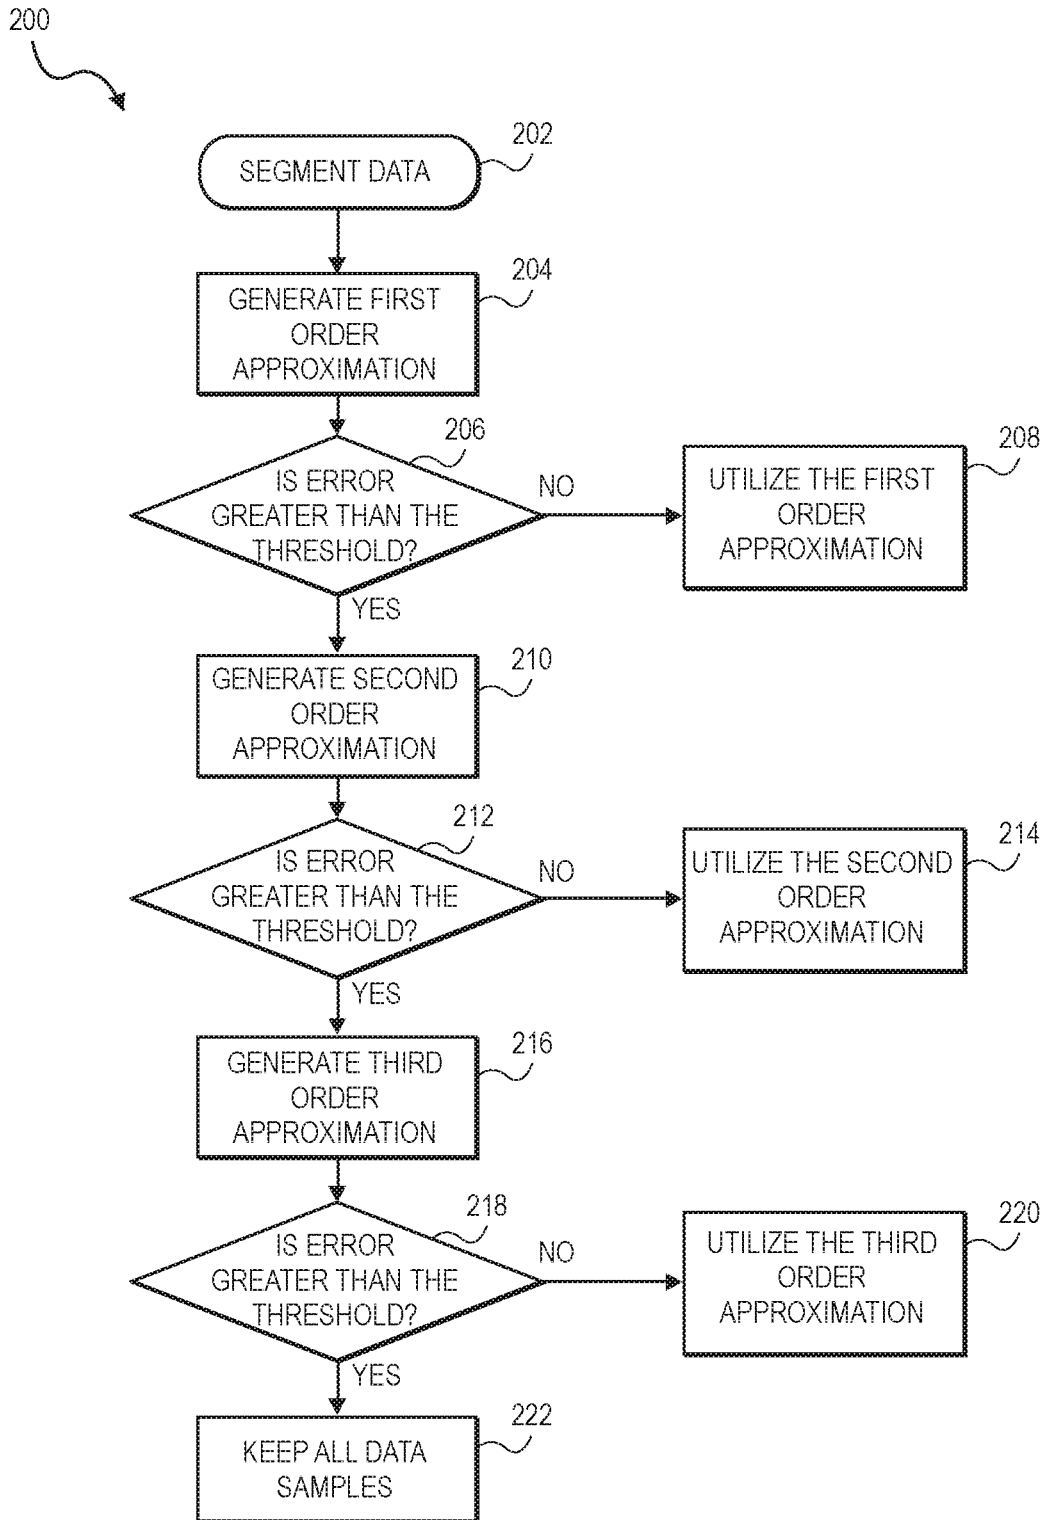 200
202
SEGMENT DATA
204
GENERATE FIRST
ORDER
APPROXIMATION
206
IS ERROR
GREATER THAN THE
THRESHOLD?
NO
208
UTILIZE THE FIRST
ORDER
APPROXIMATION
YES
210
GENERATE SECOND
ORDER
APPROXIMATION
212
IS ERROR
GREATER THAN THE
THRESHOLD?
NO
214
UTILIZE THE SECOND
ORDER
APPROXIMATION
YES
216
GENERATE THIRD
ORDER
APPROXIMATION
218
IS ERROR
GREATER THAN THE
THRESHOLD?
NO
220
UTILIZE THE THIRD
ORDER
APPROXIMATION
YES
222
KEEP ALL DATA
SAMPLES